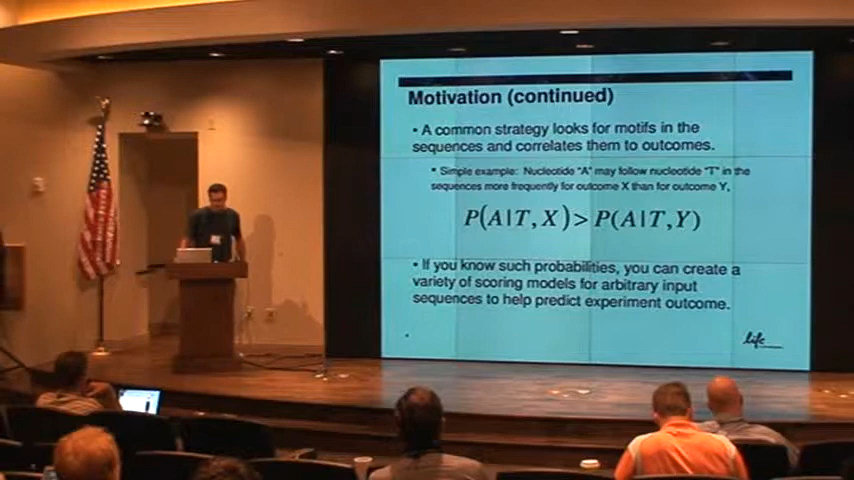 Motivation (continued)
• A common strategy looks for motifs in the
sequences and correlates them to outcomes.
• Simple example: Nucleotide "A" may follow nucleotide "T" in the
sequences more frequently for outcome X than for outcome Y,
P(A|T,X)>P(A|T,Y)
• If you know such probabilities, you can create a
variety of scoring models for arbitrary input
sequences to help predict experiment outcome.
life